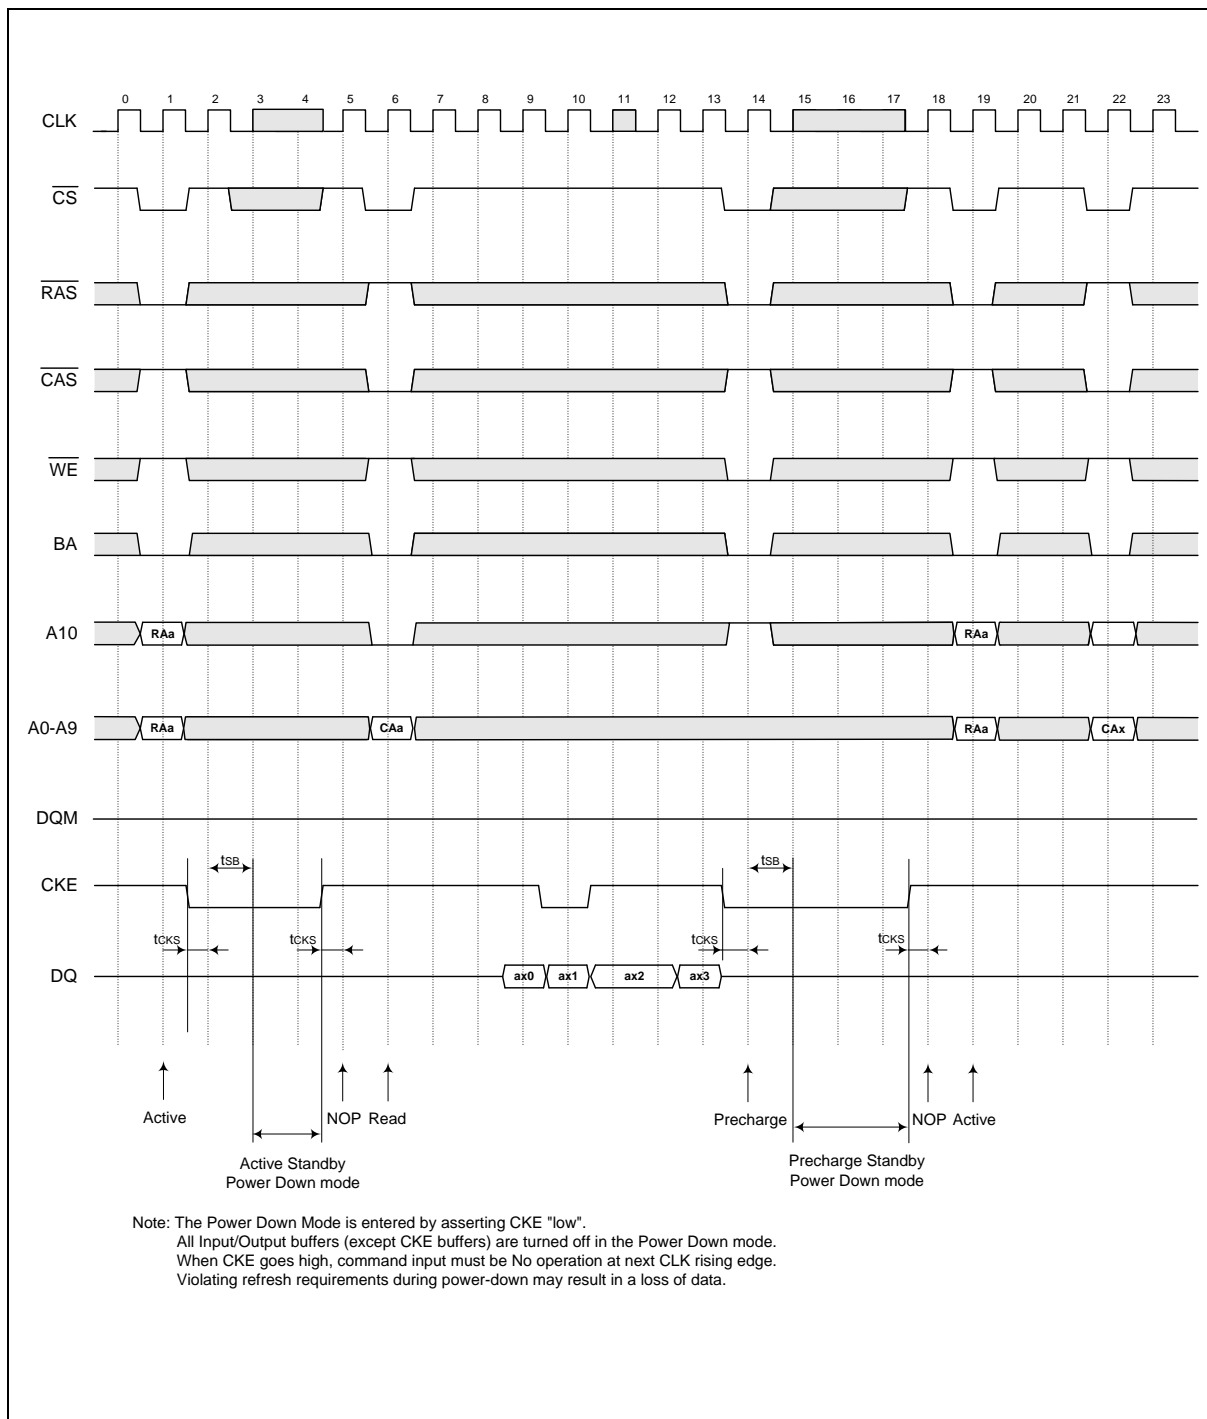 0 1 2 3 4 5 6 7 8 9 10 11 12 13 14 15 16 17 18 19 20 21 22 23
CLK
CS
RAS
CAS
WE
BA
A10 RAa RAa
A0-A9 RAa CAa RAa CAx
DQM
tSB tSB
CKE
tCKS tCKS tCKS tCKS
DQ ax0 ax1 ax2 ax3
Active NOP Read Precharge NOP Active
Active Standby
Power Down mode
Precharge Standby
Power Down mode
Note: The Power Down Mode is entered by asserting CKE "low".
All Input/Output buffers (except CKE buffers) are turned off in the Power Down mode.
When CKE goes high, command input must be No operation at next CLK rising edge.
Violating refresh requirements during power-down may result in a loss of data.